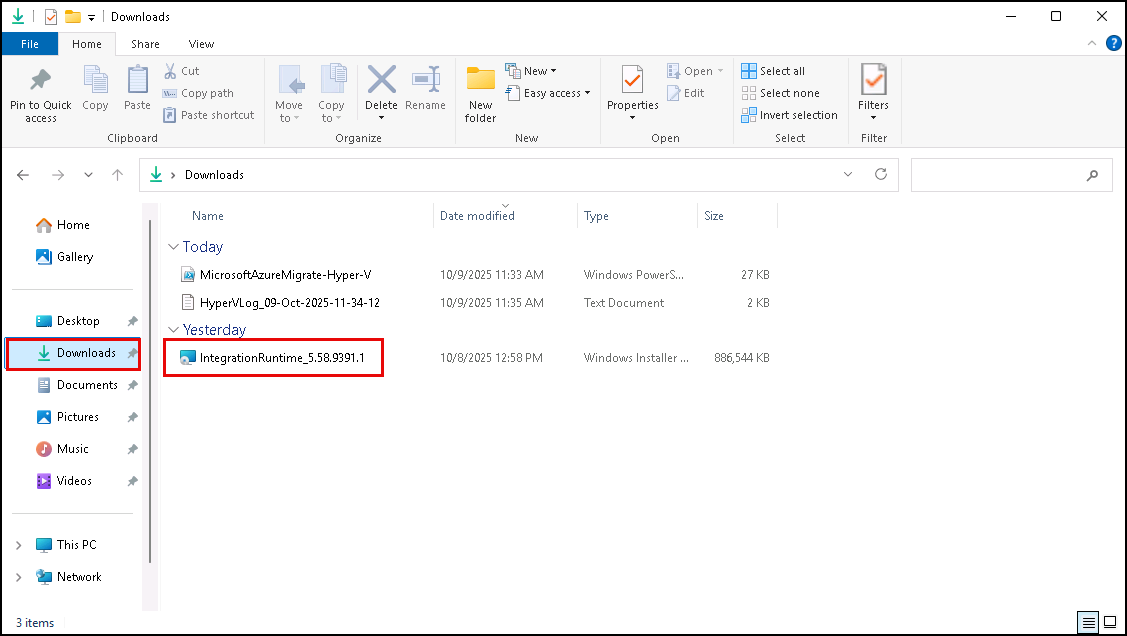 Downloads
File Home Share View
?
Pin to Quick access
Copy
Paste
Cut
Copy path
Paste shortcut
Clipboard
Move to
Copy to
Delete
Rename
Organize
New folder
New
Easy access
New
Properties
Open
Edit
Open
Select all
Select none
Invert selection
Select
Filters
Filter
Downloads
Home
Gallery
Desktop
Downloads
Documents
Pictures
Music
Videos
This PC
Network
Name Date modified Type Size
Today
MicrosoftAzureMigrate-Hyper-V 10/9/2025 11:33 AM Windows PowerS... 27 KB
HyperVLog_09-Oct-2025-11-34-12 10/9/2025 11:35 AM Text Document 2 KB
Yesterday
IntegrationRuntime_5.58.9391.1 10/8/2025 12:58 PM Windows Installer ... 886,544 KB
3 items